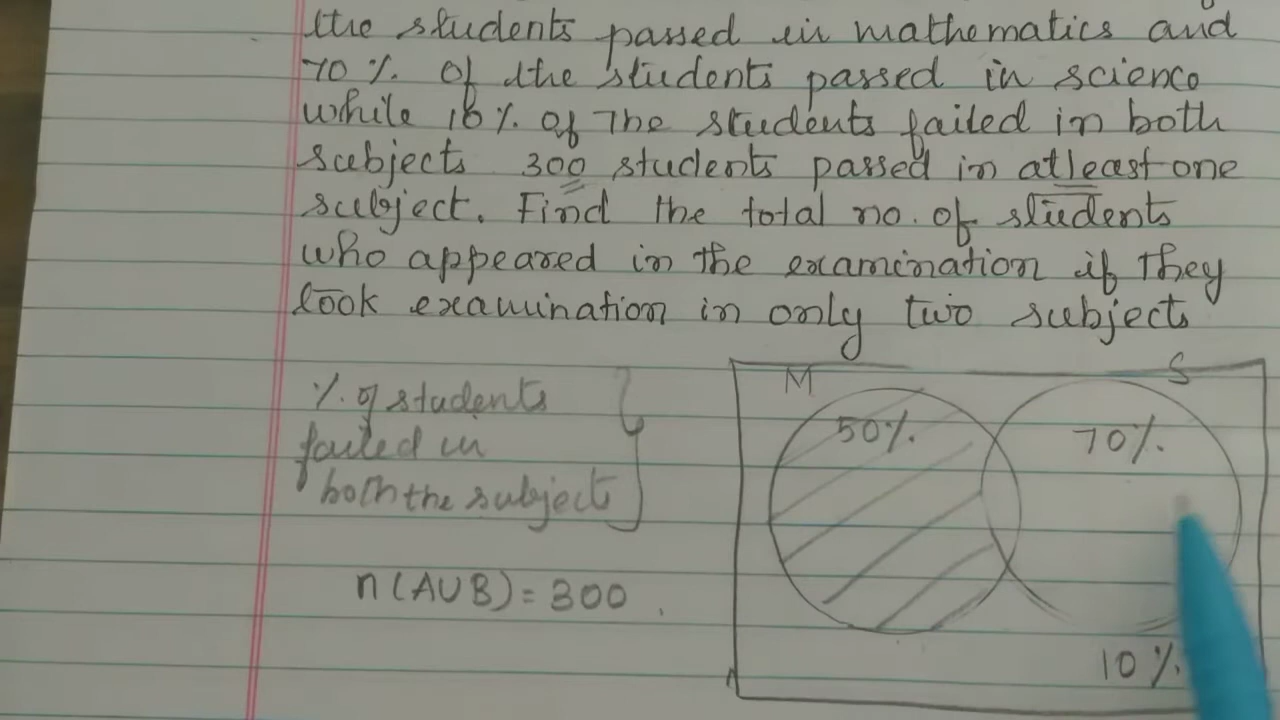 the students passed in mathematics and
70 % of the students passed in science
while 10 % of The students failed in both
subjects 300 students passed in atleast one
subject. Find the total no. of students
who appeared in the examination if they
took examination in only two subjects
M S
% of students
failed in
both the subject
50 % 70 %
n(AUB) = 300
10 %